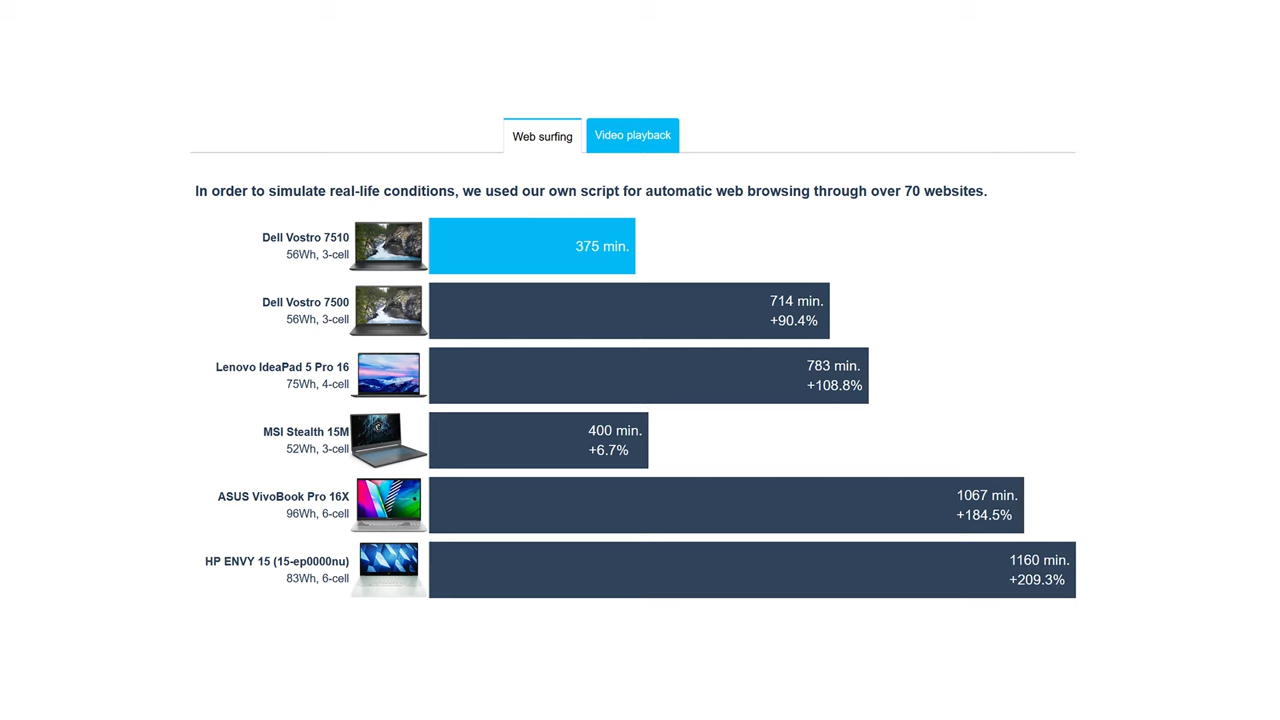 Web surfing
Video playback
In order to simulate real-life conditions, we used our own script for automatic web browsing through over 70 websites.
Dell Vostro 7510
56Wh, 3-cell
375 min.
Dell Vostro 7500
56Wh, 3-cell
714 min.
+90.4%
Lenovo IdeaPad 5 Pro 16
75Wh, 4-cell
783 min.
+108.8%
MSI Stealth 15M
52Wh, 3-cell
400 min.
+6.7%
ASUS VivoBook Pro 16X
96Wh, 6-cell
1067 min.
+184.5%
HP ENVY 15 (15-ep0000nu)
83Wh, 6-cell
1160 min.
+209.3%